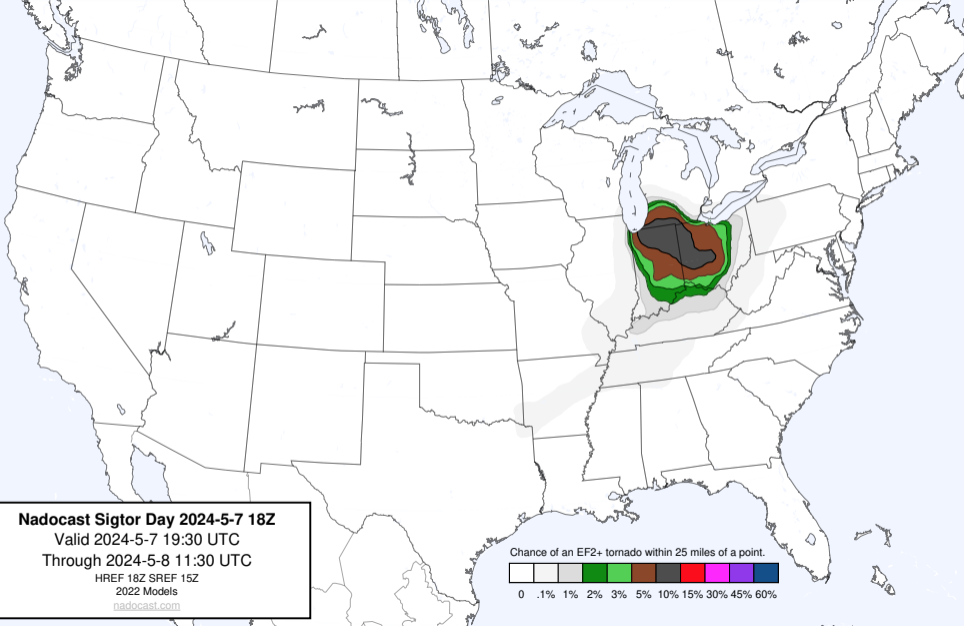 Nadocast Sigtor Day 2024-5-7 18Z
Valid 2024-5-7 19:30 UTC
Through 2024-5-8 11:30 UTC
HREF 18Z SREF 15Z
2022 Models
nadocast.com
Chance of an EF2+ tornado within 25 miles of a point.
0 .1% 1% 2% 3% 5% 10% 15% 30% 45% 60%